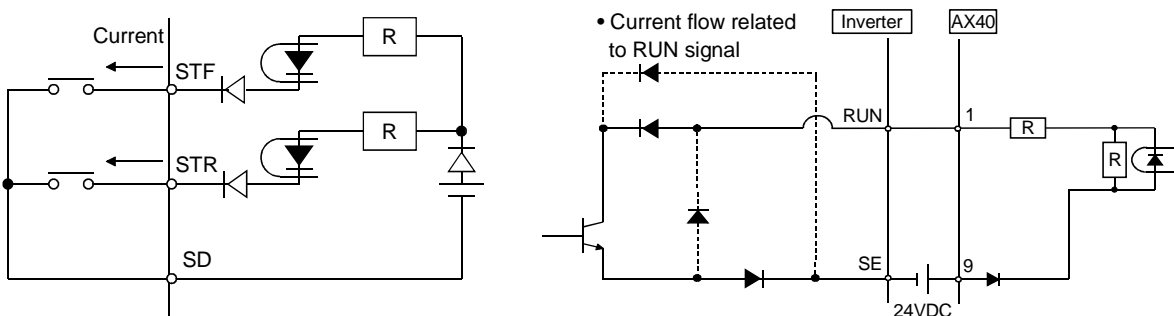 Current
STF
R
STR
R
SD
• Current flow related
to RUN signal
Inverter
AX40
RUN
1
R
R
SE
9
24VDC